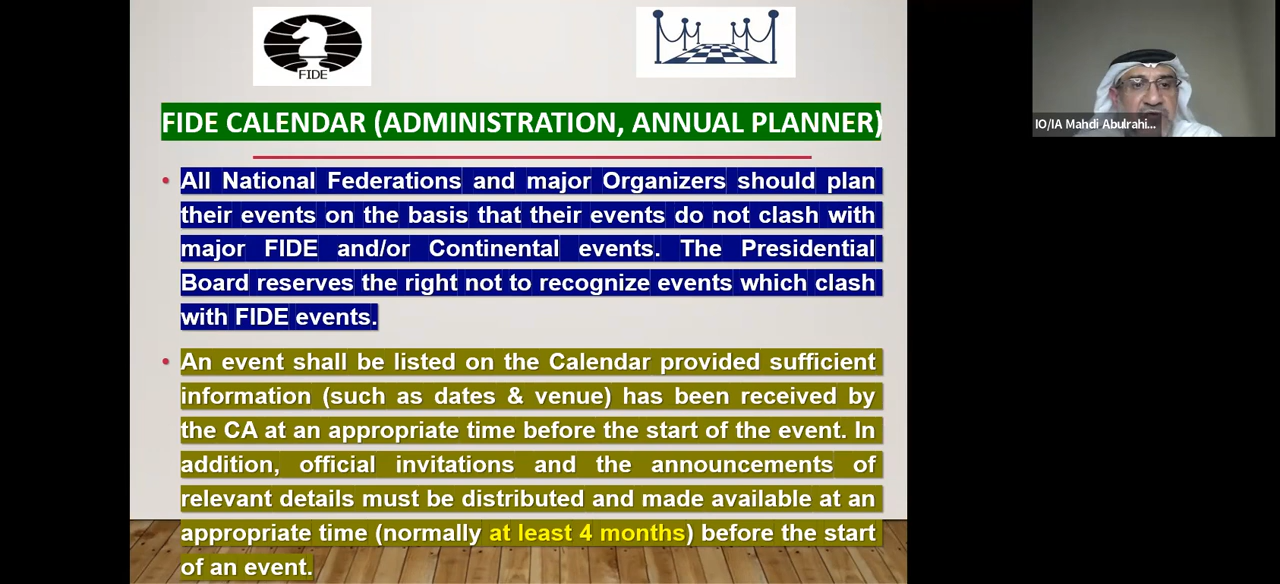 FIDE
FIDE CALENDAR (ADMINISTRATION, ANNUAL PLANNER)
IO/IA Mahdi Abulrahi...
• All National Federations and major Organizers should plan
their events on the basis that their events do not clash with
major FIDE and/or Continental events. The Presidential
Board reserves the right not to recognize events which clash
with FIDE events.
• An event shall be listed on the Calendar provided sufficient
information (such as dates & venue) has been received by
the CA at an appropriate time before the start of the event. In
addition, official invitations and the announcements of
relevant details must be distributed and made available at an
appropriate time (normally at least 4 months) before the start
of an event.